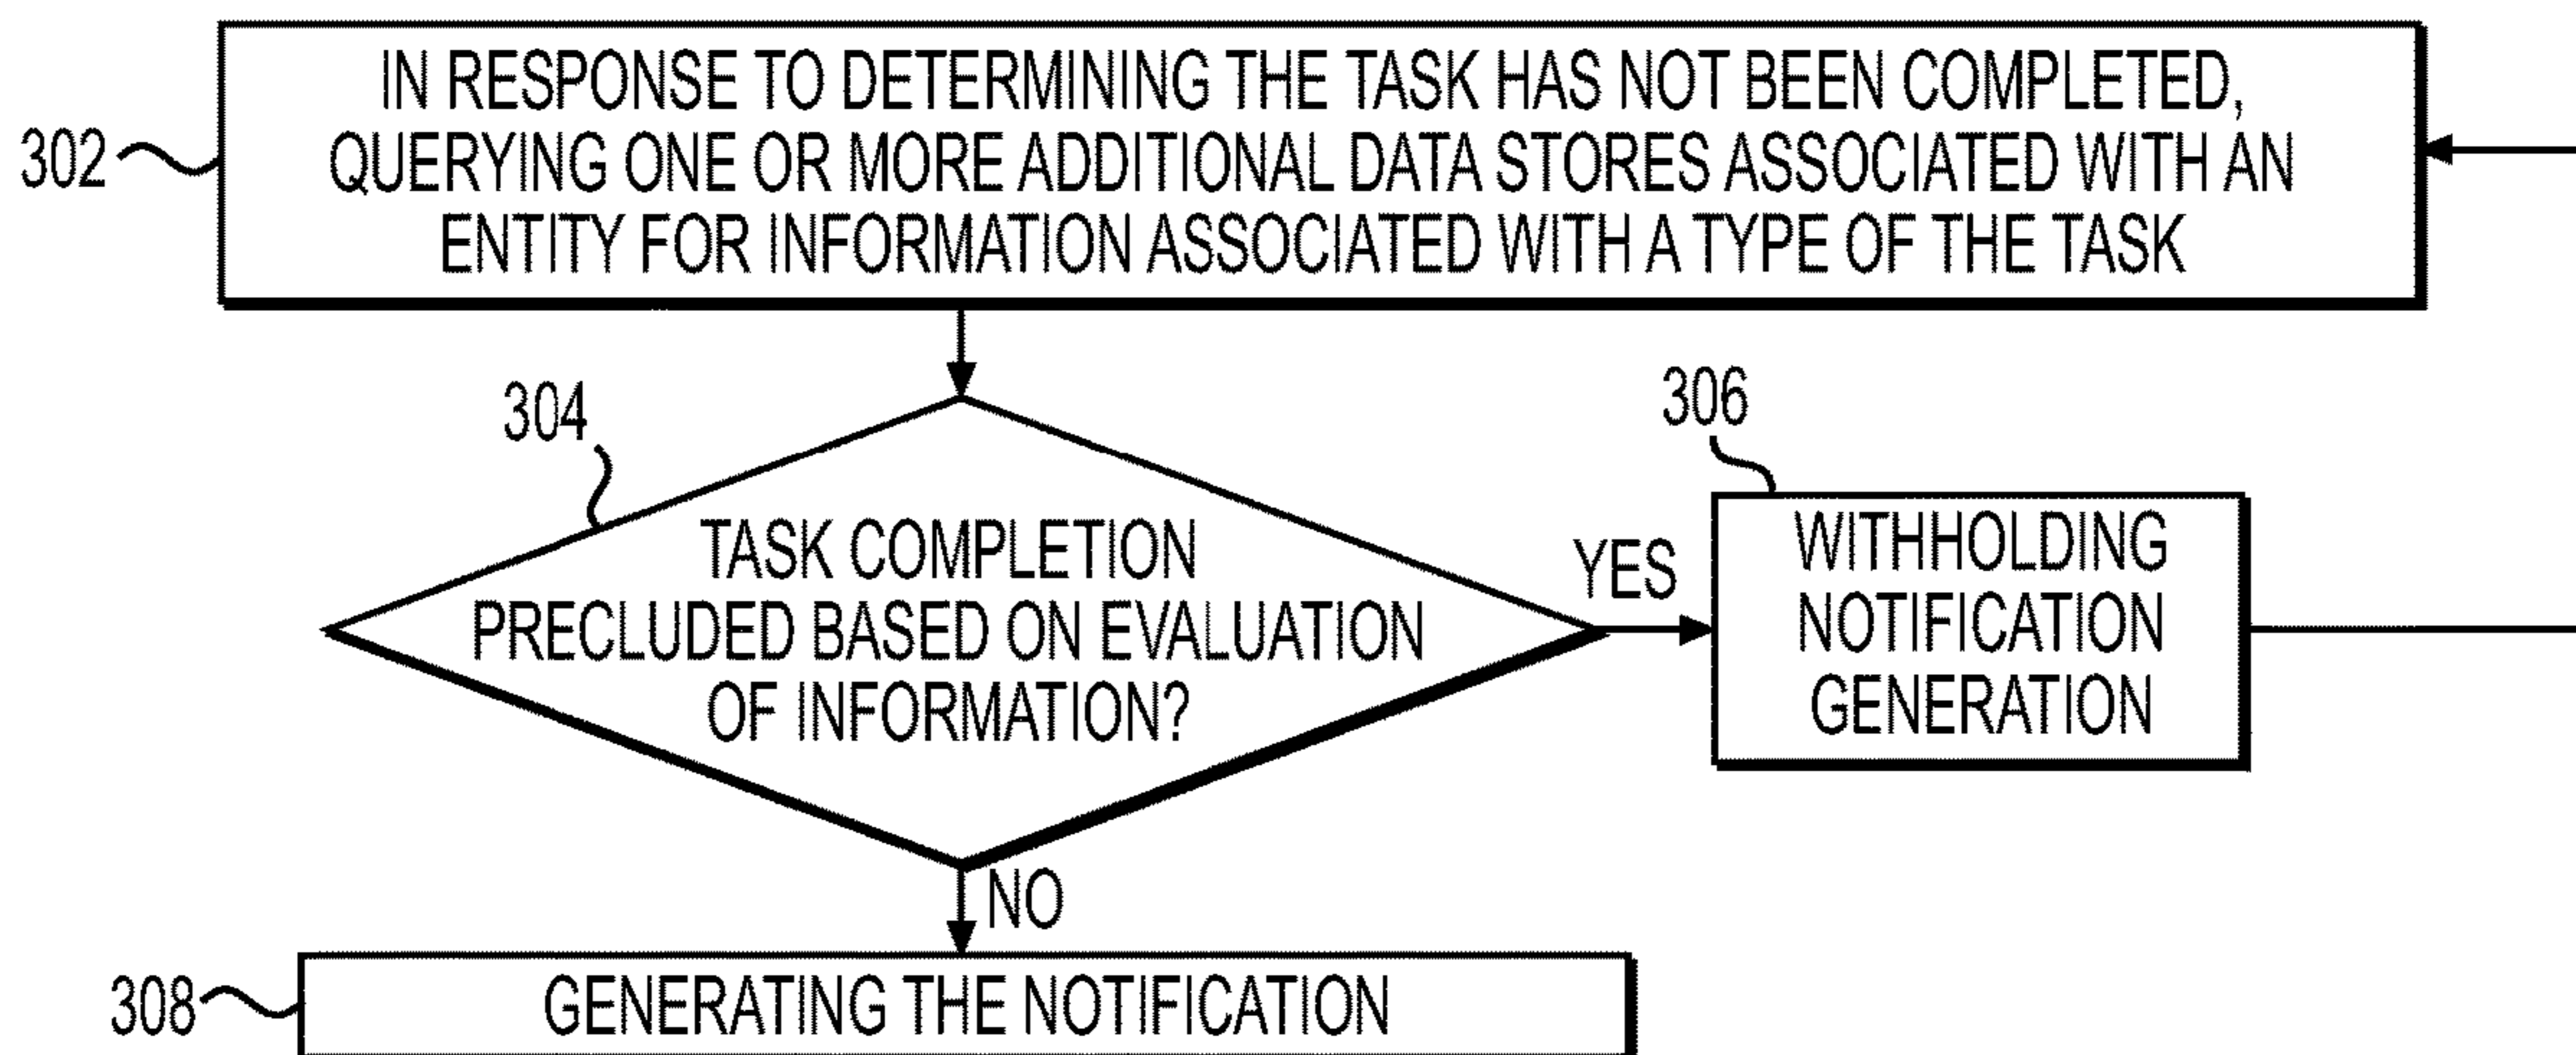 302
IN RESPONSE TO DETERMINING THE TASK HAS NOT BEEN COMPLETED,
QUERYING ONE OR MORE ADDITIONAL DATA STORES ASSOCIATED WITH AN
ENTITY FOR INFORMATION ASSOCIATED WITH A TYPE OF THE TASK
304
TASK COMPLETION
PRECLUDED BASED ON EVALUATION
OF INFORMATION?
YES
306
WITHHOLDING
NOTIFICATION
GENERATION
NO
308
GENERATING THE NOTIFICATION